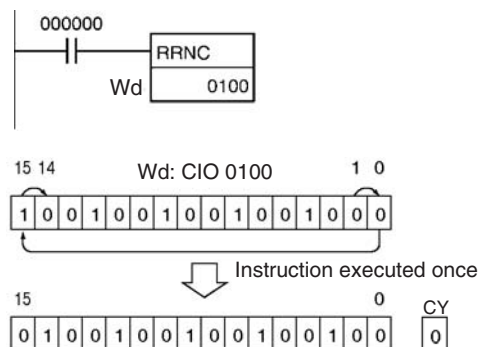 000000
RRNC
Wd 0100
15 14 Wd: CIO 0100 1 0
1 0 0 1 0 0 1 0 0 1 0 0 1 0 0 0
Instruction executed once
15 0 CY
0 1 0 0 1 0 0 1 0 0 1 0 0 1 0 0 0